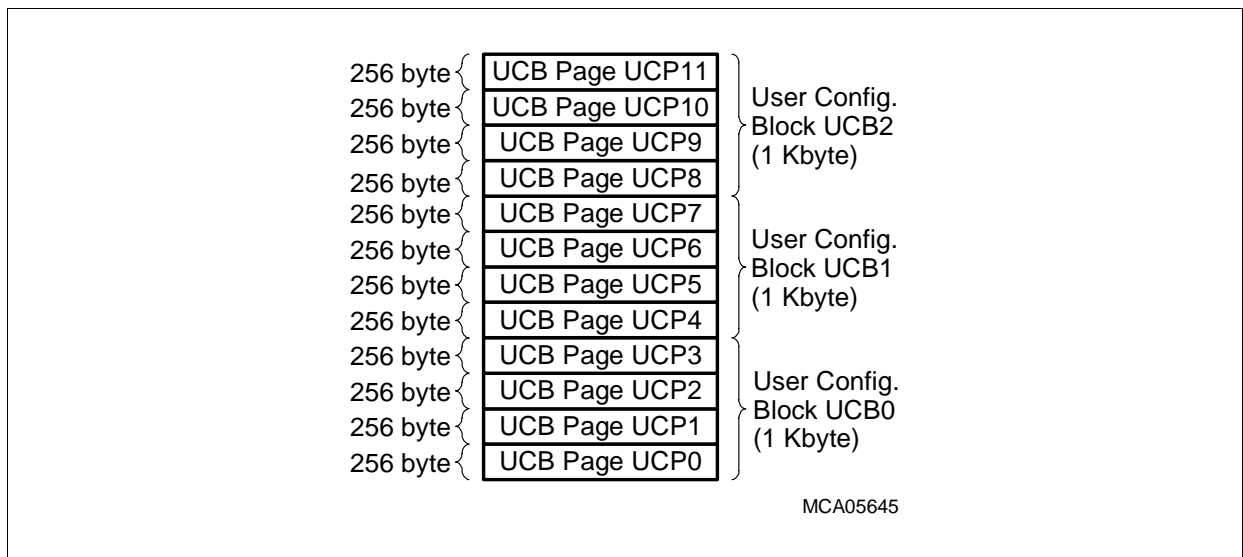 256 byte UCB Page UCP11
256 byte UCB Page UCP10
256 byte UCB Page UCP9
256 byte UCB Page UCP8
User Config.
Block UCB2
(1 Kbyte)
256 byte UCB Page UCP7
256 byte UCB Page UCP6
256 byte UCB Page UCP5
256 byte UCB Page UCP4
User Config.
Block UCB1
(1 Kbyte)
256 byte UCB Page UCP3
256 byte UCB Page UCP2
256 byte UCB Page UCP1
256 byte UCB Page UCP0
User Config.
Block UCB0
(1 Kbyte)
MCA05645